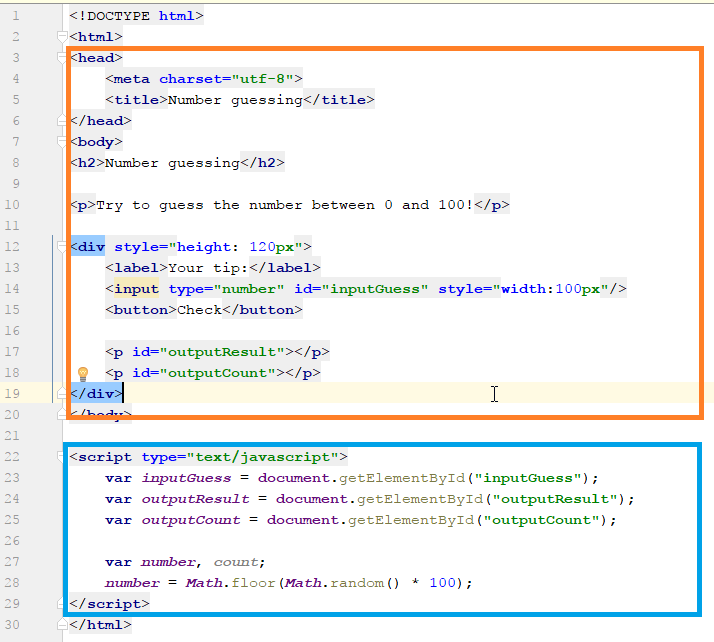 1 <!DOCTYPE html>
2 <html>
3 <head>
4 <meta charset="utf-8">
5 <title>Number guessing</title>
6 </head>
7 <body>
8 <h2>Number guessing</h2>
9
10 <p>Try to guess the number between 0 and 100!</p>
11
12 <div style="height: 120px">
13 <label>Your tip:</label>
14 <input type="number" id="inputGuess" style="width:100px"/>
15 <button>Check</button>
16
17 <p id="outputResult"></p>
18 <p id="outputCount"></p>
19 </div>
20 </body>
21
22 <script type="text/javascript">
23 var inputGuess = document.getElementById("inputGuess");
24 var outputResult = document.getElementById("outputResult");
25 var outputCount = document.getElementById("outputCount");
26
27 var number, count;
28 number = Math.floor(Math.random() * 100);
29 </script>
30 </html>